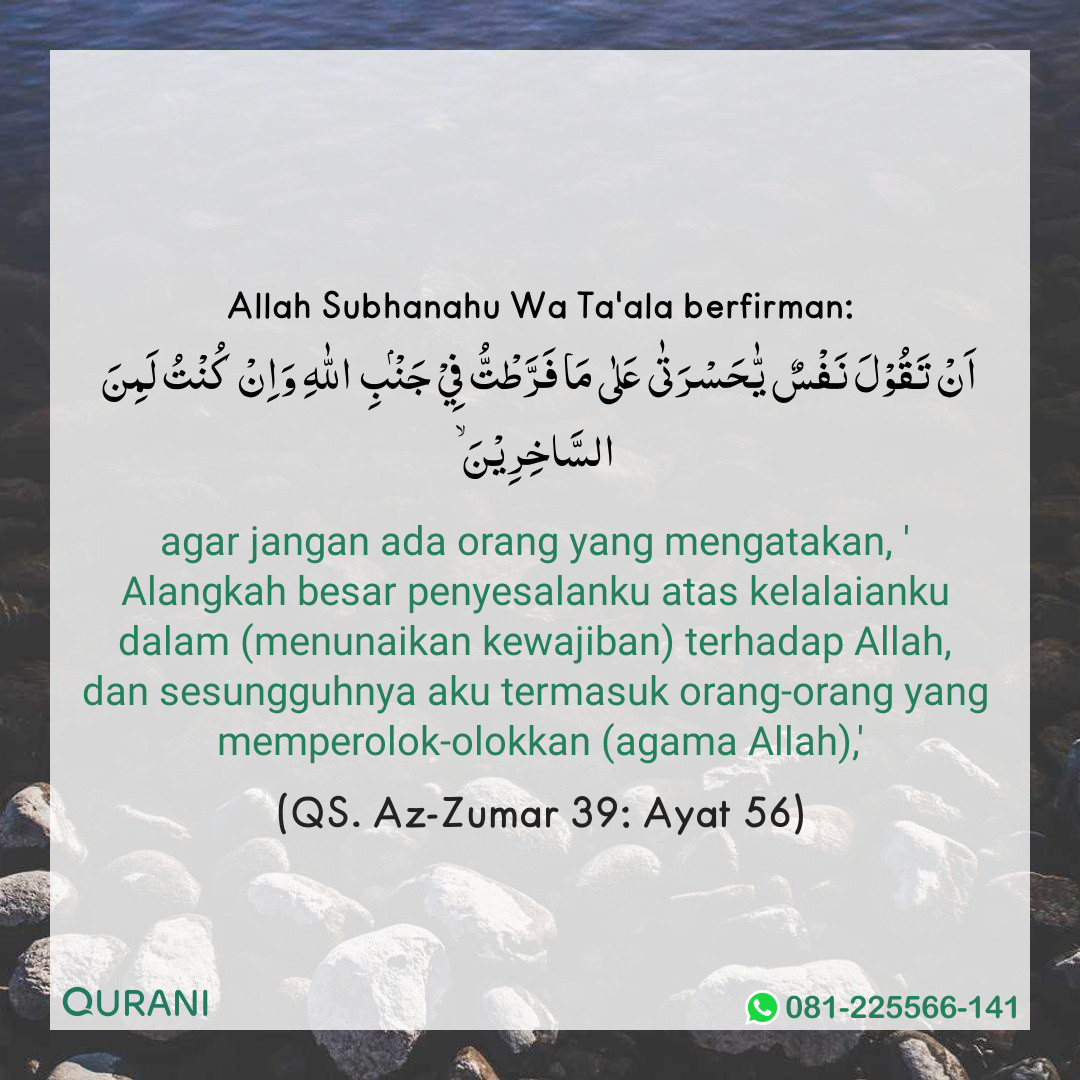 Allah Subhanahu Wa Ta'ala berfirman:
اَنْ تَقُوْلَ نَفْسٌ يّٰحَسْرَتٰى عَلٰى مَا فَرَّطْتُّ فِيْ جَنْۢبِ اللّٰهِ وَاِنْ كُنْتُ لَمِنَ
السَّاخِرِيْنَۙ
agar jangan ada orang yang mengatakan, '
Alangkah besar penyesalanku atas kelalaianku
dalam (menunaikan kewajiban) terhadap Allah,
dan sesungguhnya aku termasuk orang-orang yang
memperolok-olokkan (agama Allah),'
(QS. Az-Zumar 39: Ayat 56)
QURANI
081-225566-141